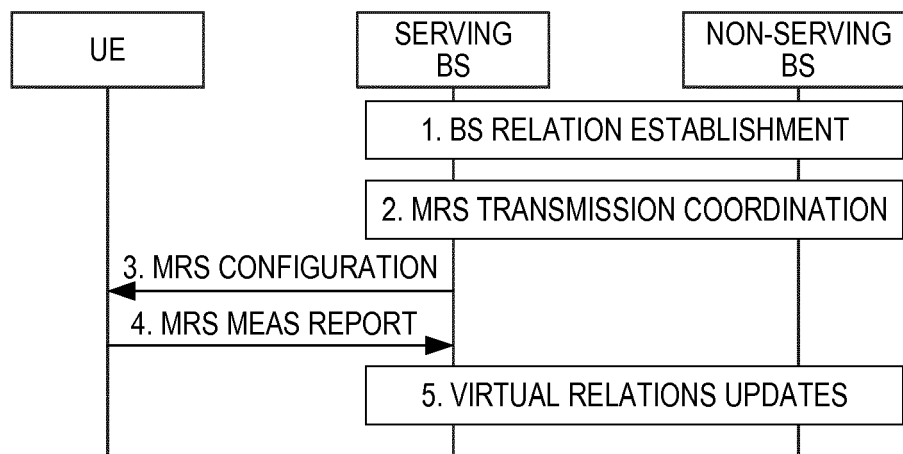 UE
SERVING
BS
NON-SERVING
BS
1. BS RELATION ESTABLISHMENT
2. MRS TRANSMISSION COORDINATION
3. MRS CONFIGURATION
4. MRS MEAS REPORT
5. VIRTUAL RELATIONS UPDATES